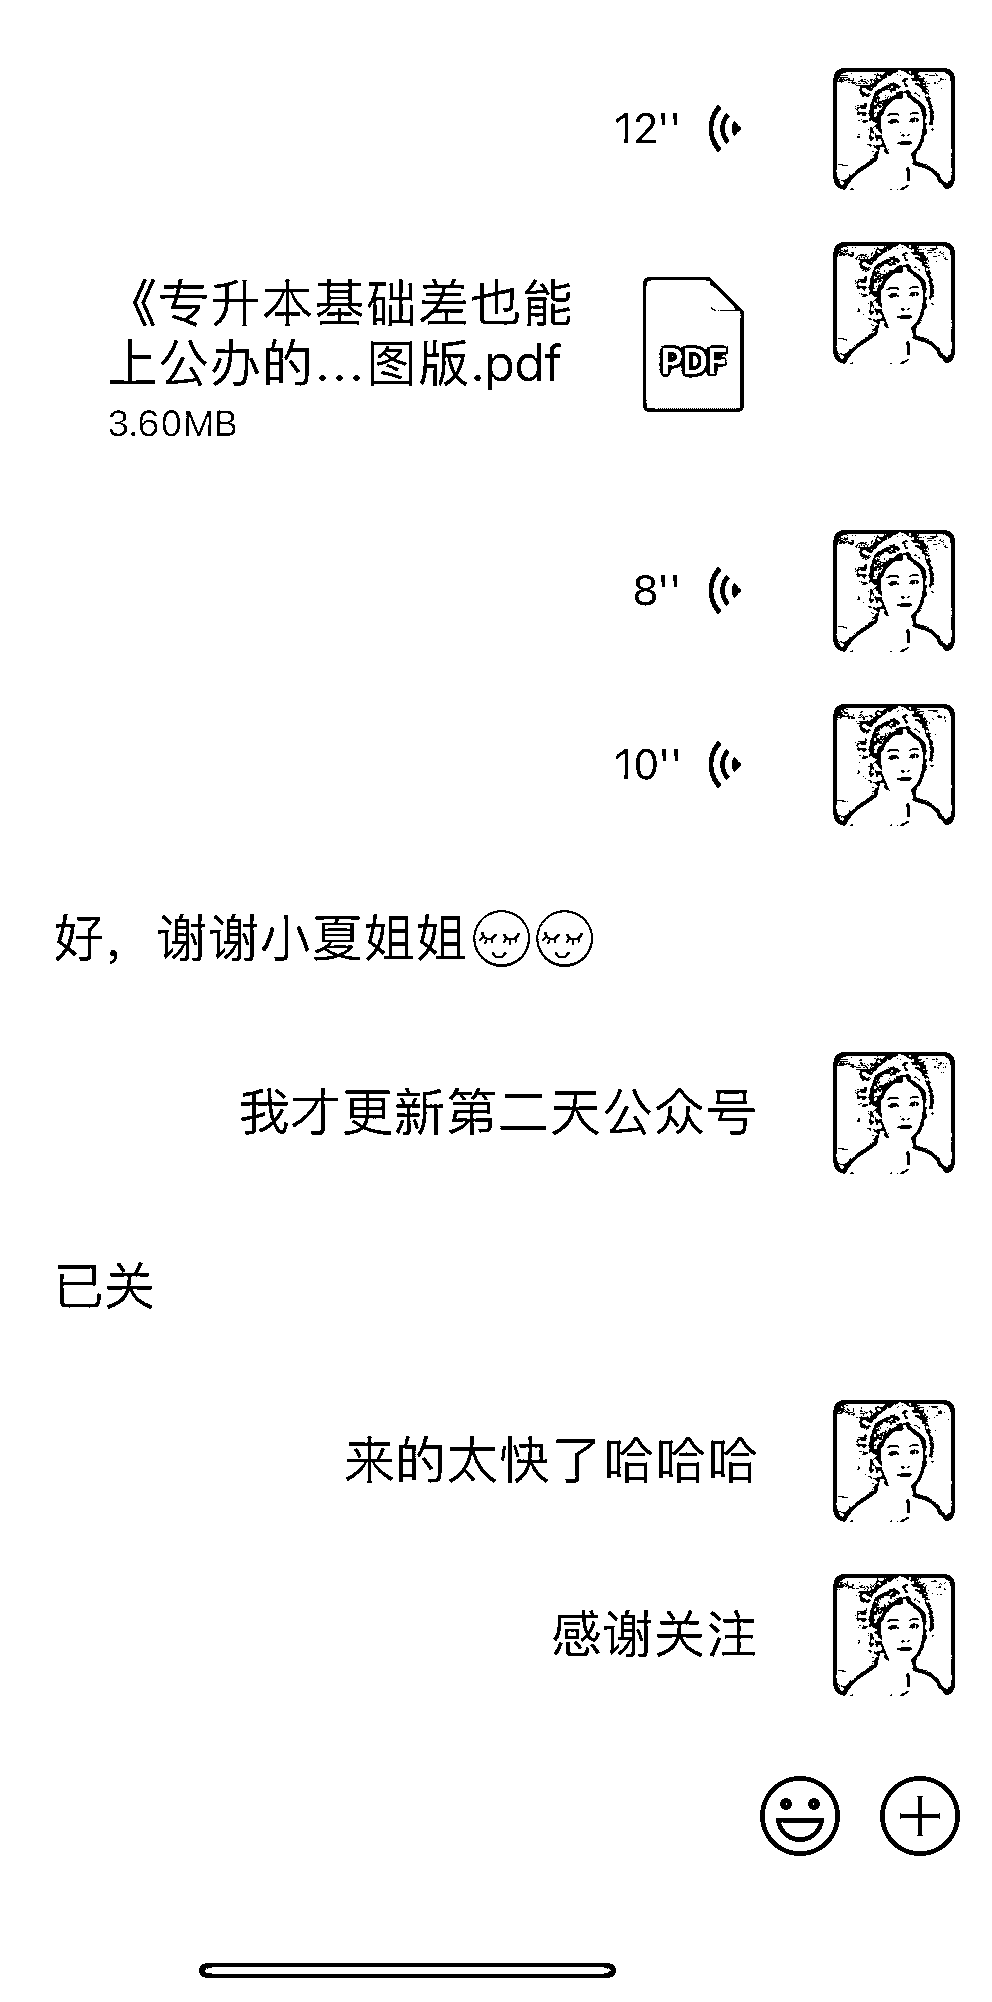 12''
《专升本基础差也能
上公办的...图版.pdf
PDF
3.60MB
8''
10''
好，谢谢小夏姐姐
我才更新第二天公众号
已关
来的太快了哈哈哈
感谢关注